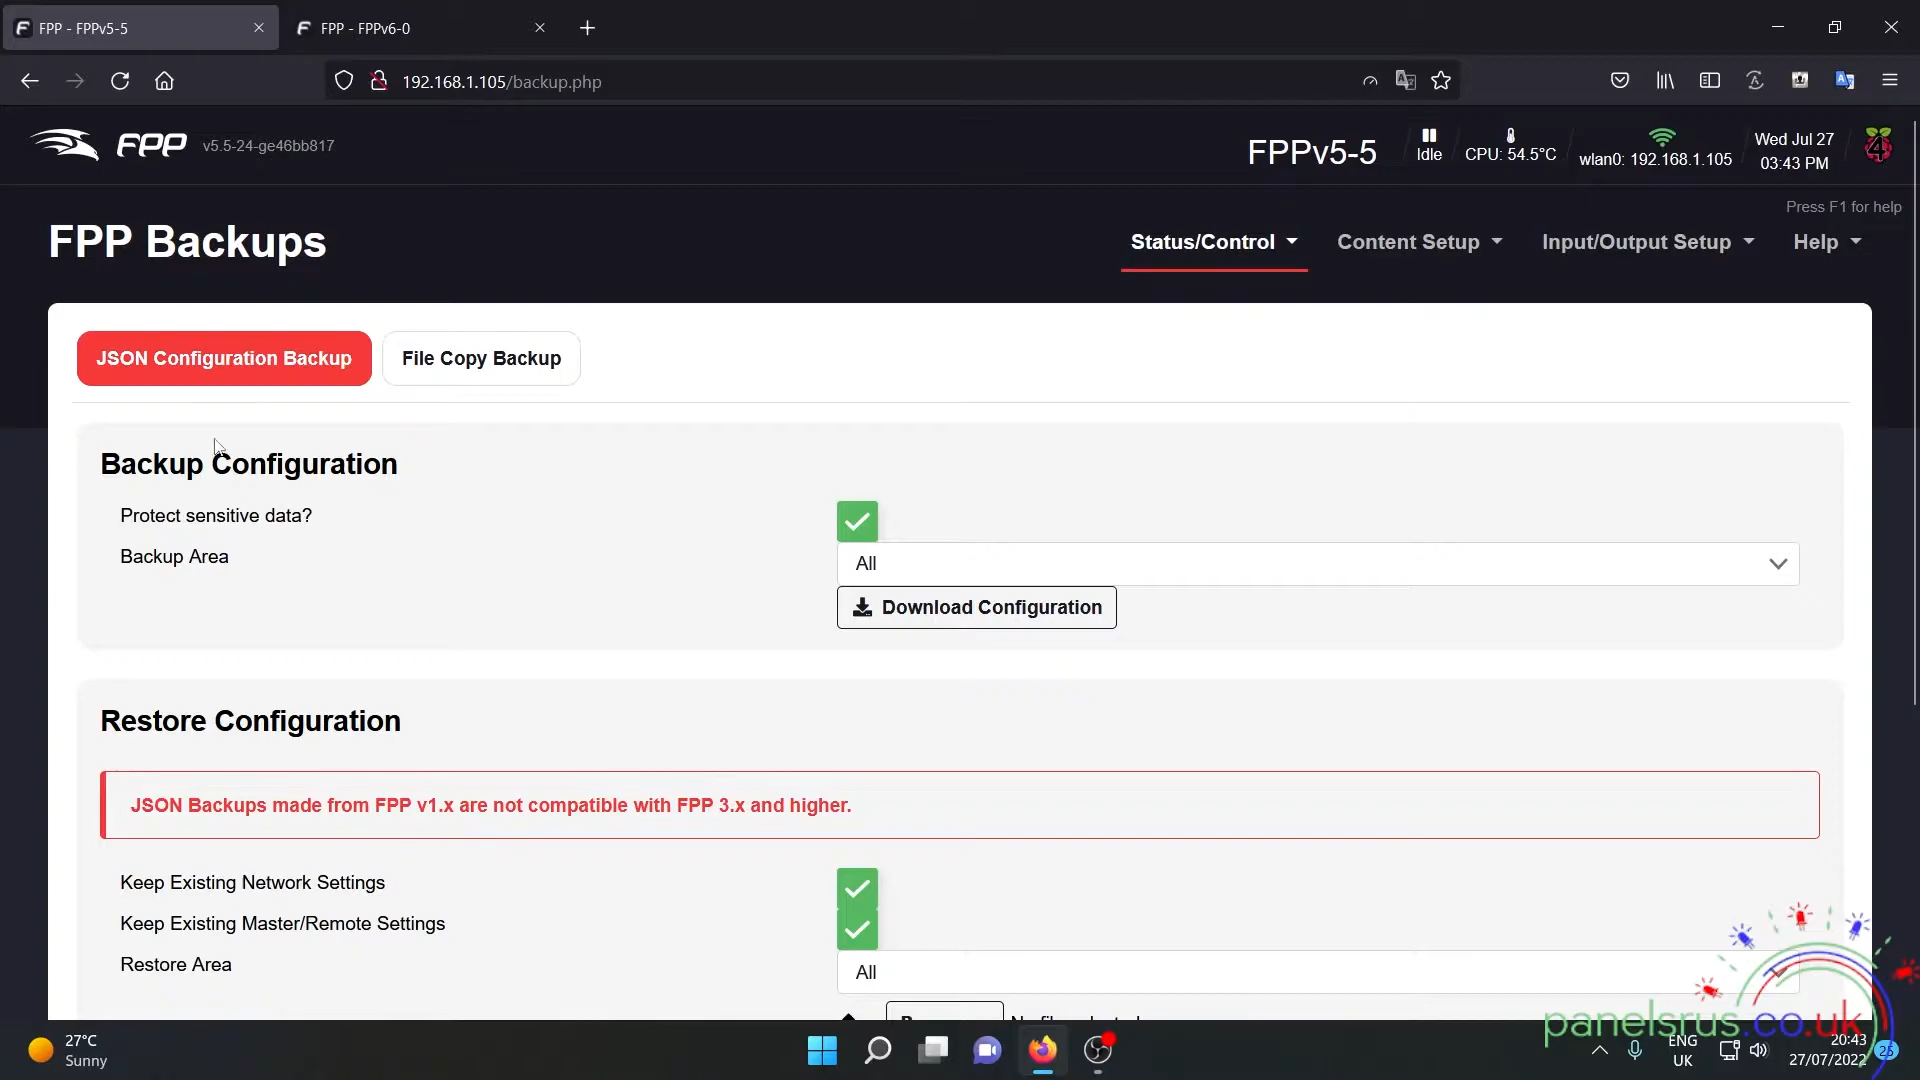 FPP - FPPv5-5
FPP - FPPv6-0
192.168.1.105/backup.php
FPP v5.5-24-ge46bb817
FPPv5-5
Idle
CPU: 54.5°C
wlan0: 192.168.1.105
Wed Jul 27
03:43 PM
4
Press F1 for help
FPP Backups
Status/Control
Content Setup
Input/Output Setup
Help
JSON Configuration Backup
File Copy Backup
Backup Configuration
Protect sensitive data?
Backup Area
All
Download Configuration
Restore Configuration
JSON Backups made from FPP v1.x are not compatible with FPP 3.x and higher.
Keep Existing Network Settings
Keep Existing Master/Remote Settings
Restore Area
All
panelsrus.co.uk
27°C
Sunny
ENG
UK
20:43
27/07/2022
25